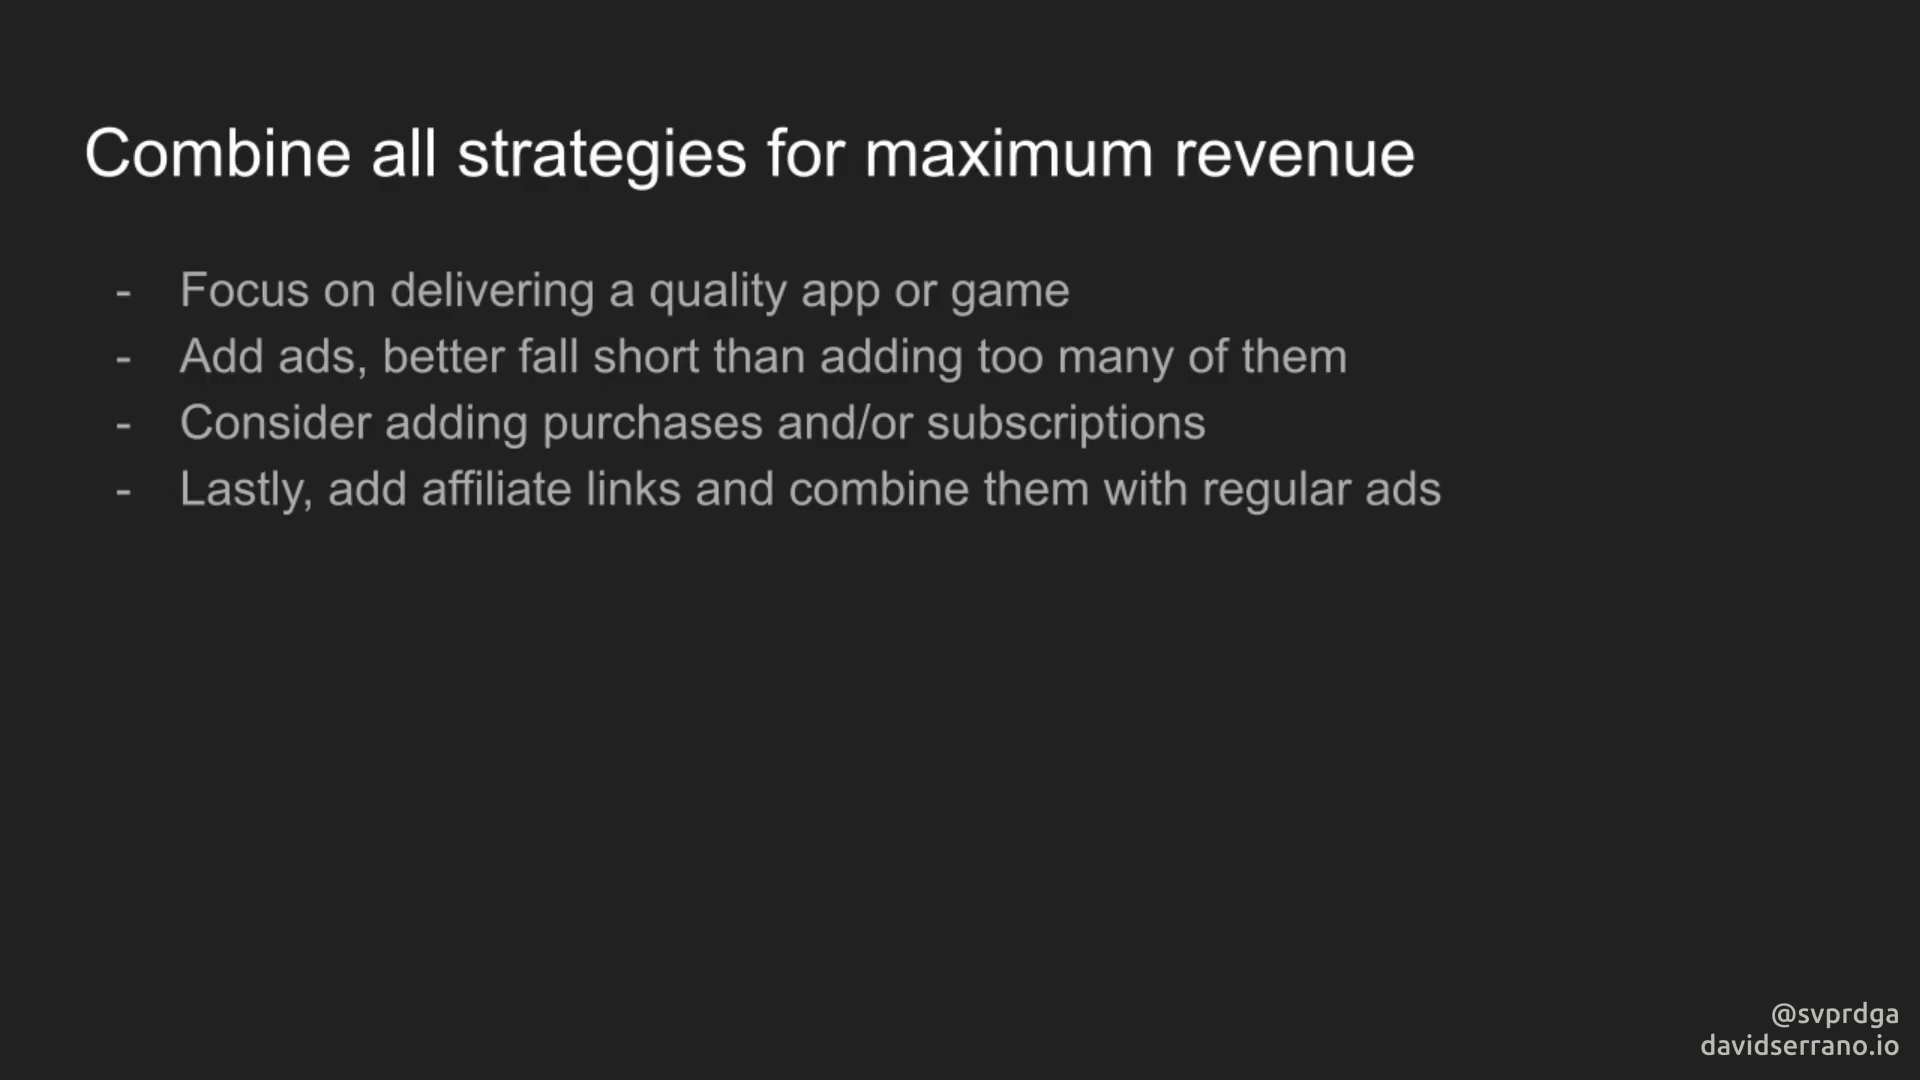 Combine all strategies for maximum revenue
- Focus on delivering a quality app or game
- Add ads, better fall short than adding too many of them
- Consider adding purchases and/or subscriptions
- Lastly, add affiliate links and combine them with regular ads
@svprdga
davidserrano.io